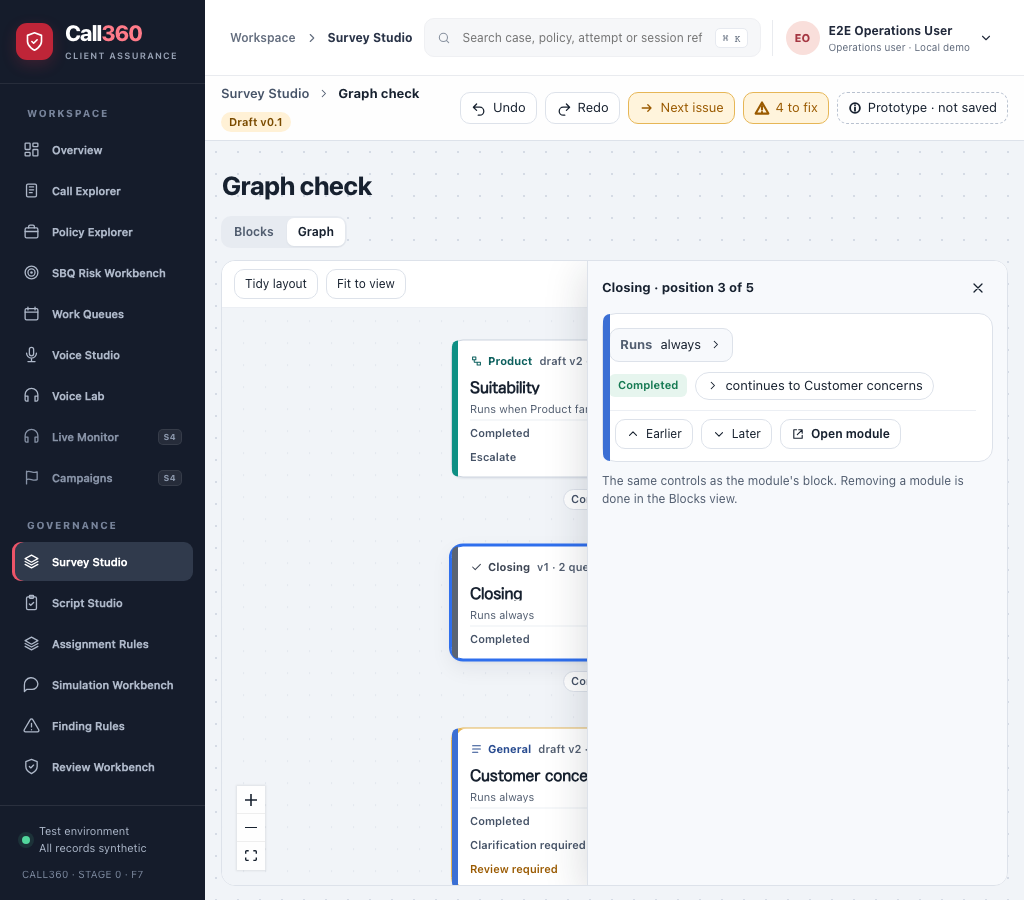 Call360
CLIENT ASSURANCE
WORKSPACE
Overview
Call Explorer
Policy Explorer
SBQ Risk Workbench
Work Queues
Voice Studio
Voice Lab
Live Monitor S4
Campaigns S4
GOVERNANCE
Survey Studio
Script Studio
Assignment Rules
Simulation Workbench
Finding Rules
Review Workbench
Test environment
All records synthetic
CALL360 · STAGE 0 · F7
Workspace > Survey Studio
Search case, policy, attempt or session ref
⌘ K
EO
E2E Operations User
Operations user · Local demo
Survey Studio > Graph check
Draft v0.1
Undo
Redo
Next issue
4 to fix
Prototype · not saved
Graph check
Blocks
Graph
Tidy layout
Fit to view
Product draft v2
Suitability
Runs when Product
Completed
Escalate
Closing v1 · 2
Closing
Runs always
Completed
General draft v2 ·
Customer
Runs always
Completed
Clarification required
Review required
Closing · position 3 of 5
Runs always
Completed
continues to Customer concerns
Earlier
Later
Open module
The same controls as the module's block. Removing a module is
done in the Blocks view.